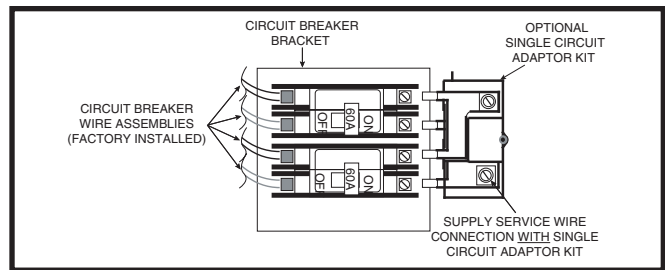 CIRCUIT BREAKER
BRACKET
OPTIONAL
SINGLE CIRCUIT
ADAPTOR KIT
CIRCUIT BREAKER
WIRE ASSEMBLIES
(FACTORY INSTALLED)
OFF
60A
ON
OFF
60A
ON
SUPPLY SERVICE WIRE
CONNECTION WITH SINGLE
CIRCUIT ADAPTOR KIT